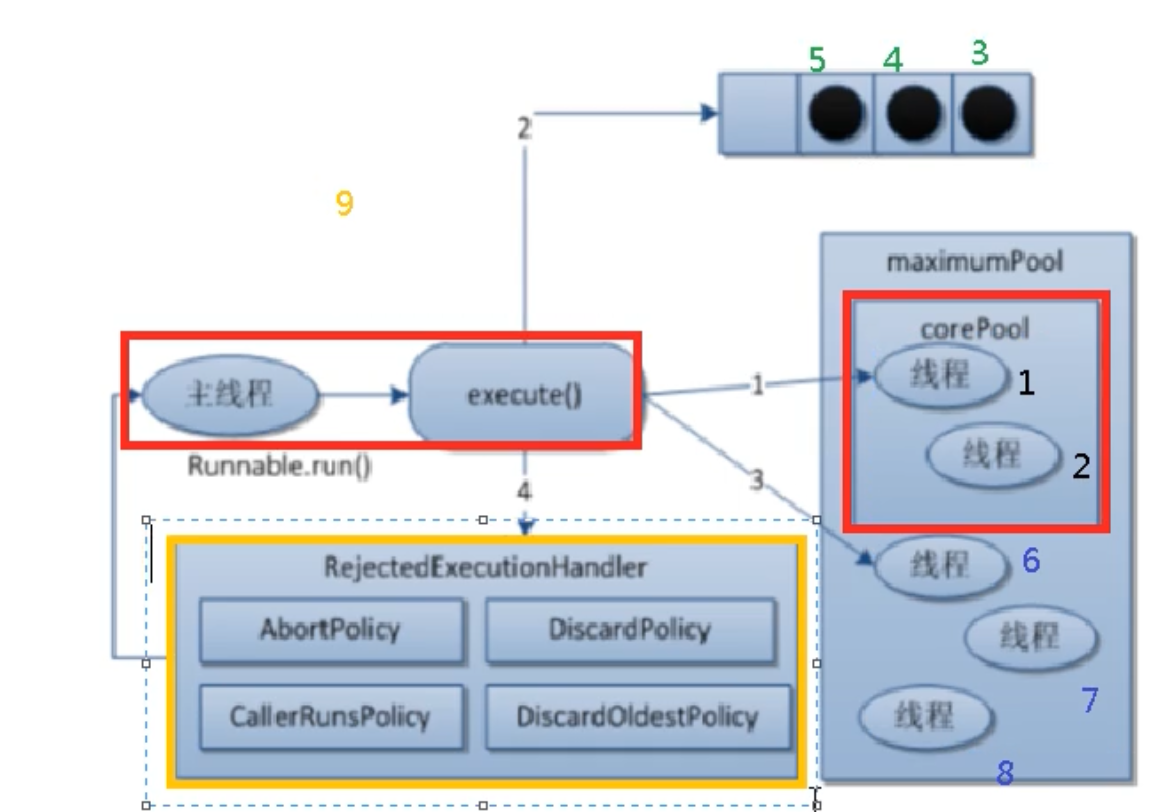 5 4 3
2
9
maximumPool
corePool
线程 1
主线程 execute() 1
线程 2
Runnable.run()
3
4
线程 6
RejectedExecutionHandler
AbortPolicy DiscardPolicy
线程
7
CallerRunsPolicy DiscardOldestPolicy
线程
8